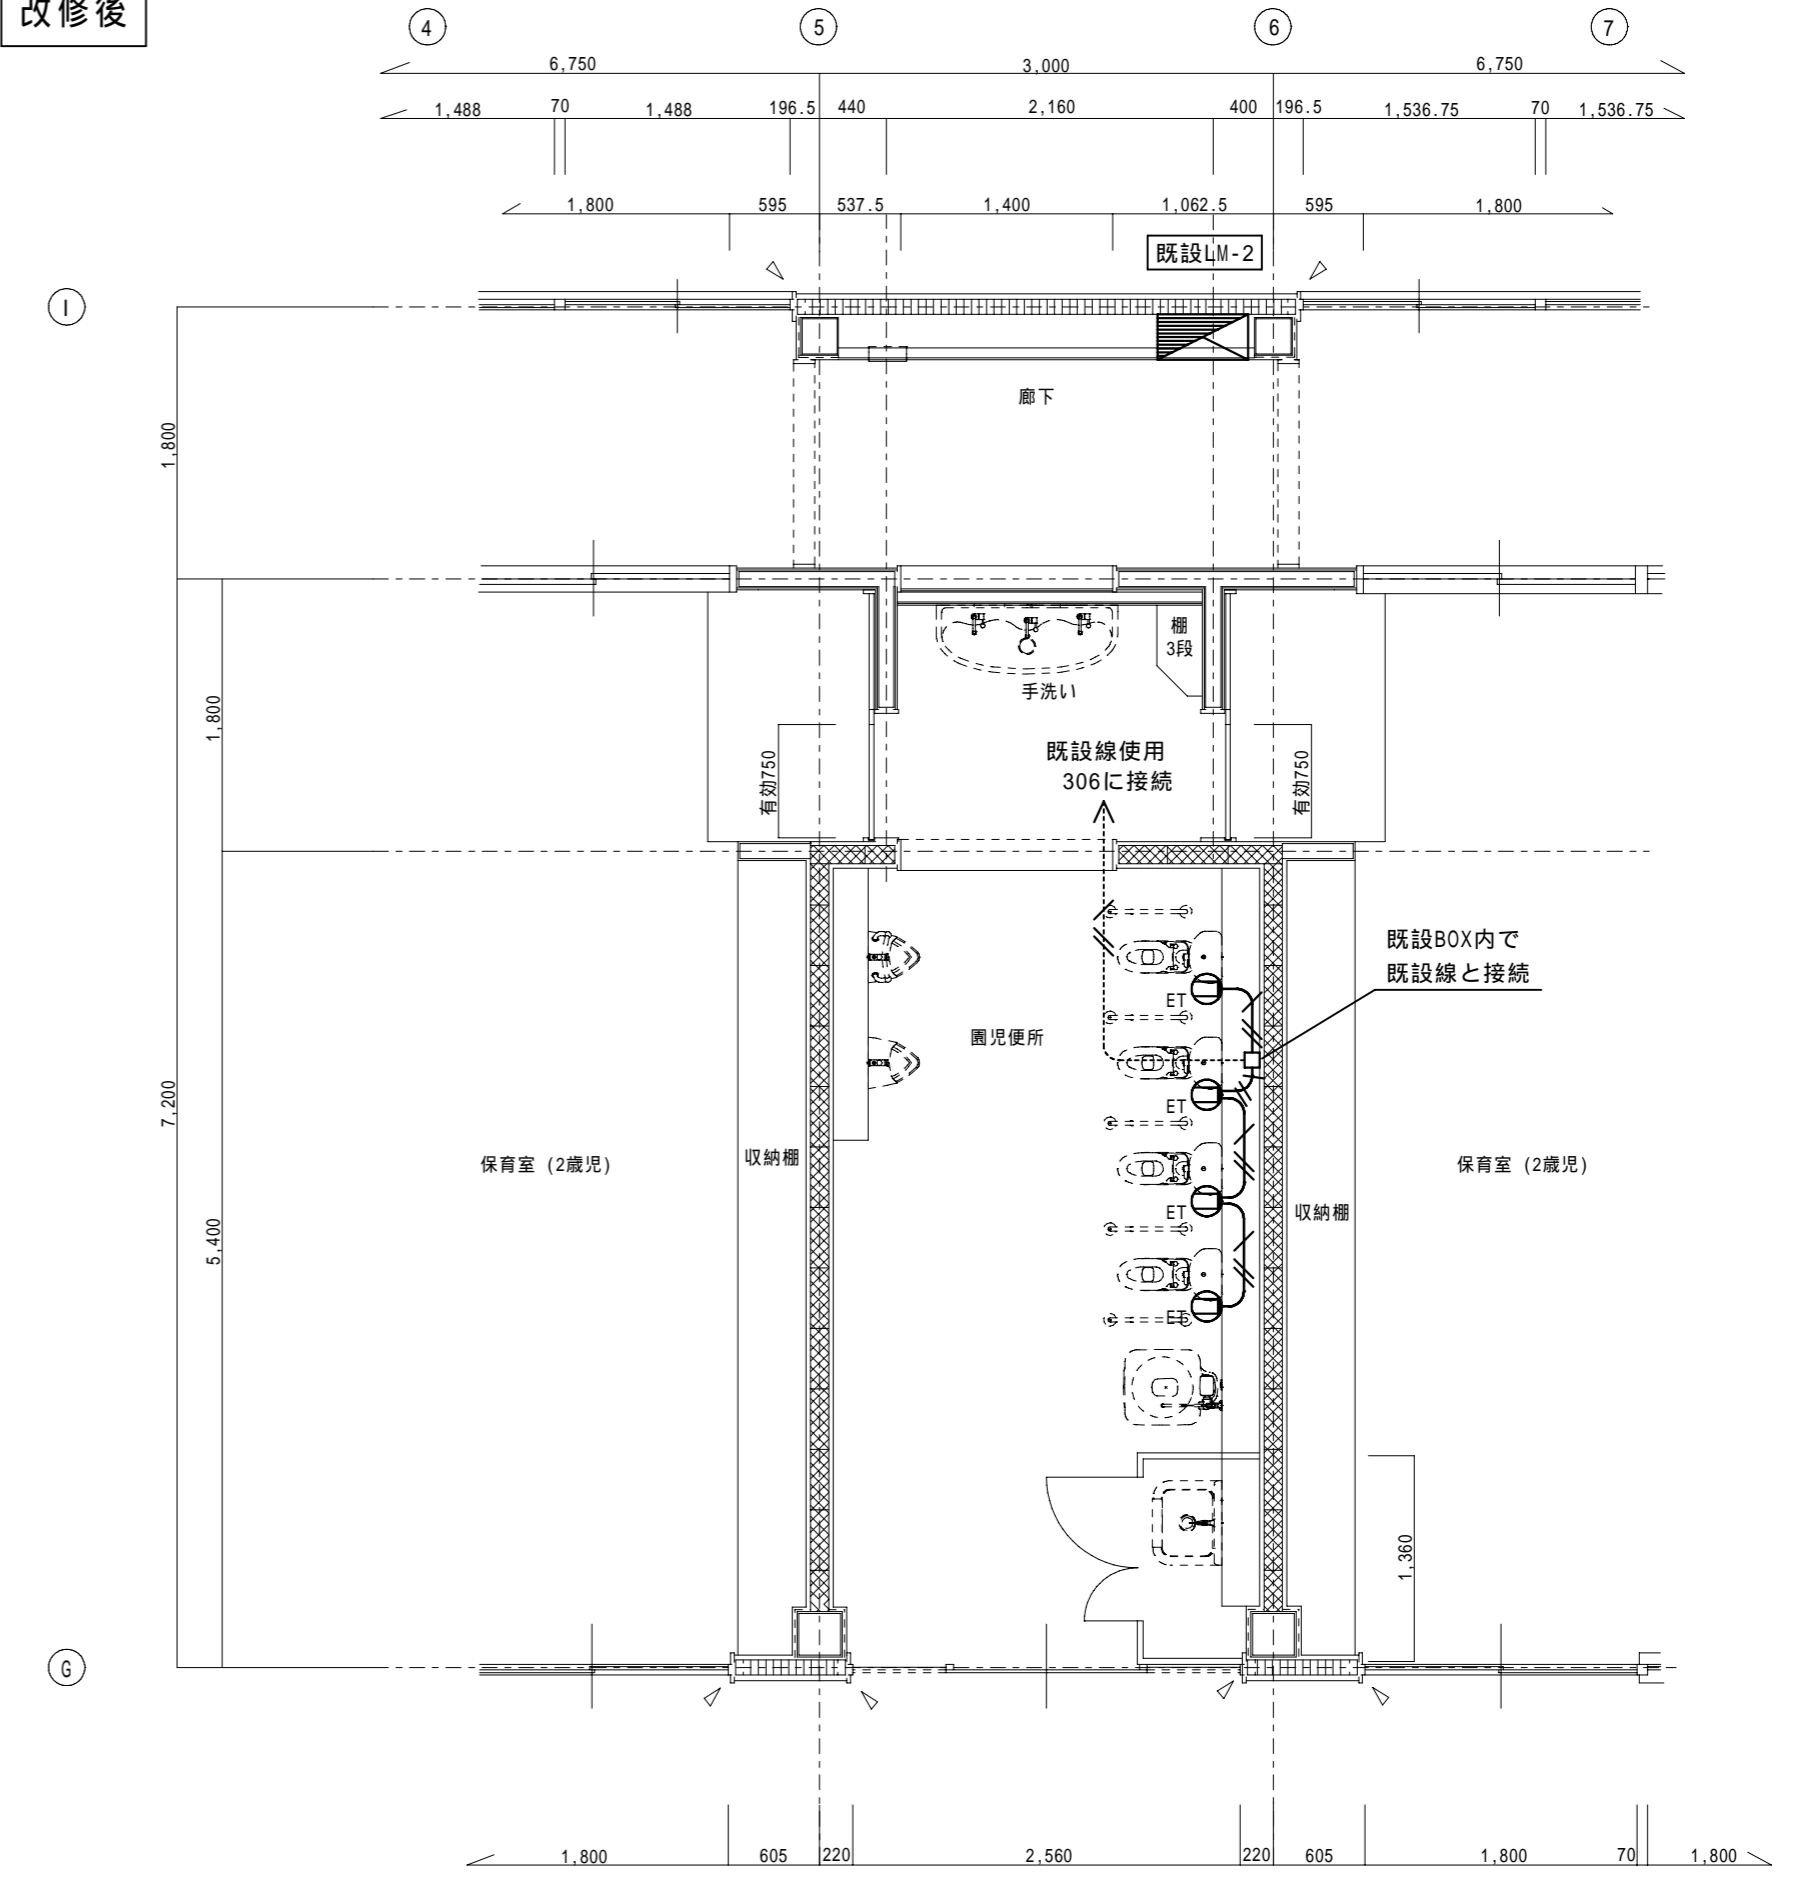 改修後
4 5 6 7
6,750 3,000 6,750
1,488 70 1,488 196.5 440 2,160 400 196.5 1,536.75 70 1,536.75
1,800 595 537.5 1,400 1,062.5 595 1,800
既設LM-2
I
廊下
1,800
棚
3段
手洗い
1,800
既設線使用
306に接続
有効750
有効750
既設BOX内で
既設線と接続
ET
園児便所
7,200
ET
保育室 (2歳児)
収納棚
保育室 (2歳児)
ET
収納棚
5,400
ET
1,360
G
1,800 605 220 2,560 220 605 1,800 70 1,800